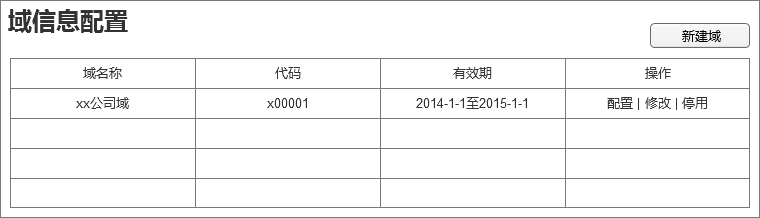 域信息配置
新建域
域名称 代码 有效期 操作
xx公司域 x00001 2014-1-1至2015-1-1 配置 | 修改 | 停用